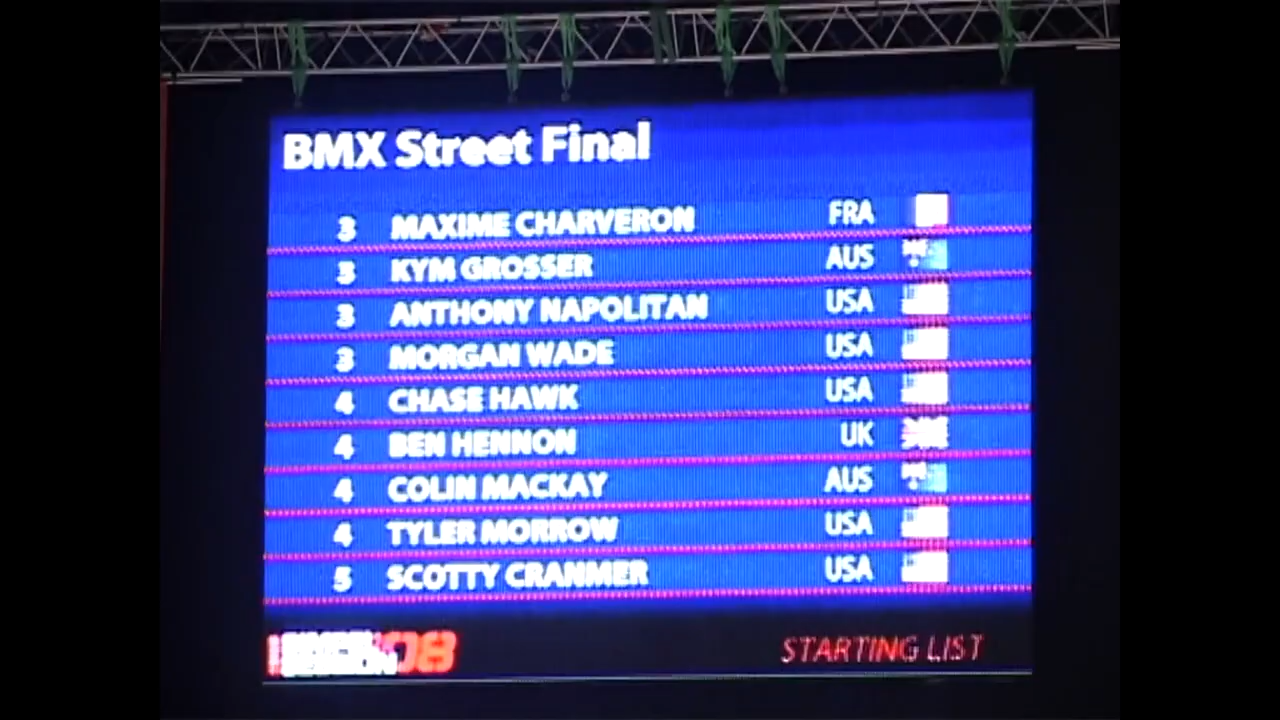 BMX Street Final
3 MAXIME CHARVERON FRA
3 KYM GROSSER AUS
3 ANTHONY NAPOLITAN USA
3 MORGAN WADE USA
4 CHASE HAWK USA
4 BEN HENNON UK
4 COLIN MACKAY AUS
4 TYLER MORROW USA
5 SCOTTY CRANMER USA
08 STARTING LIST